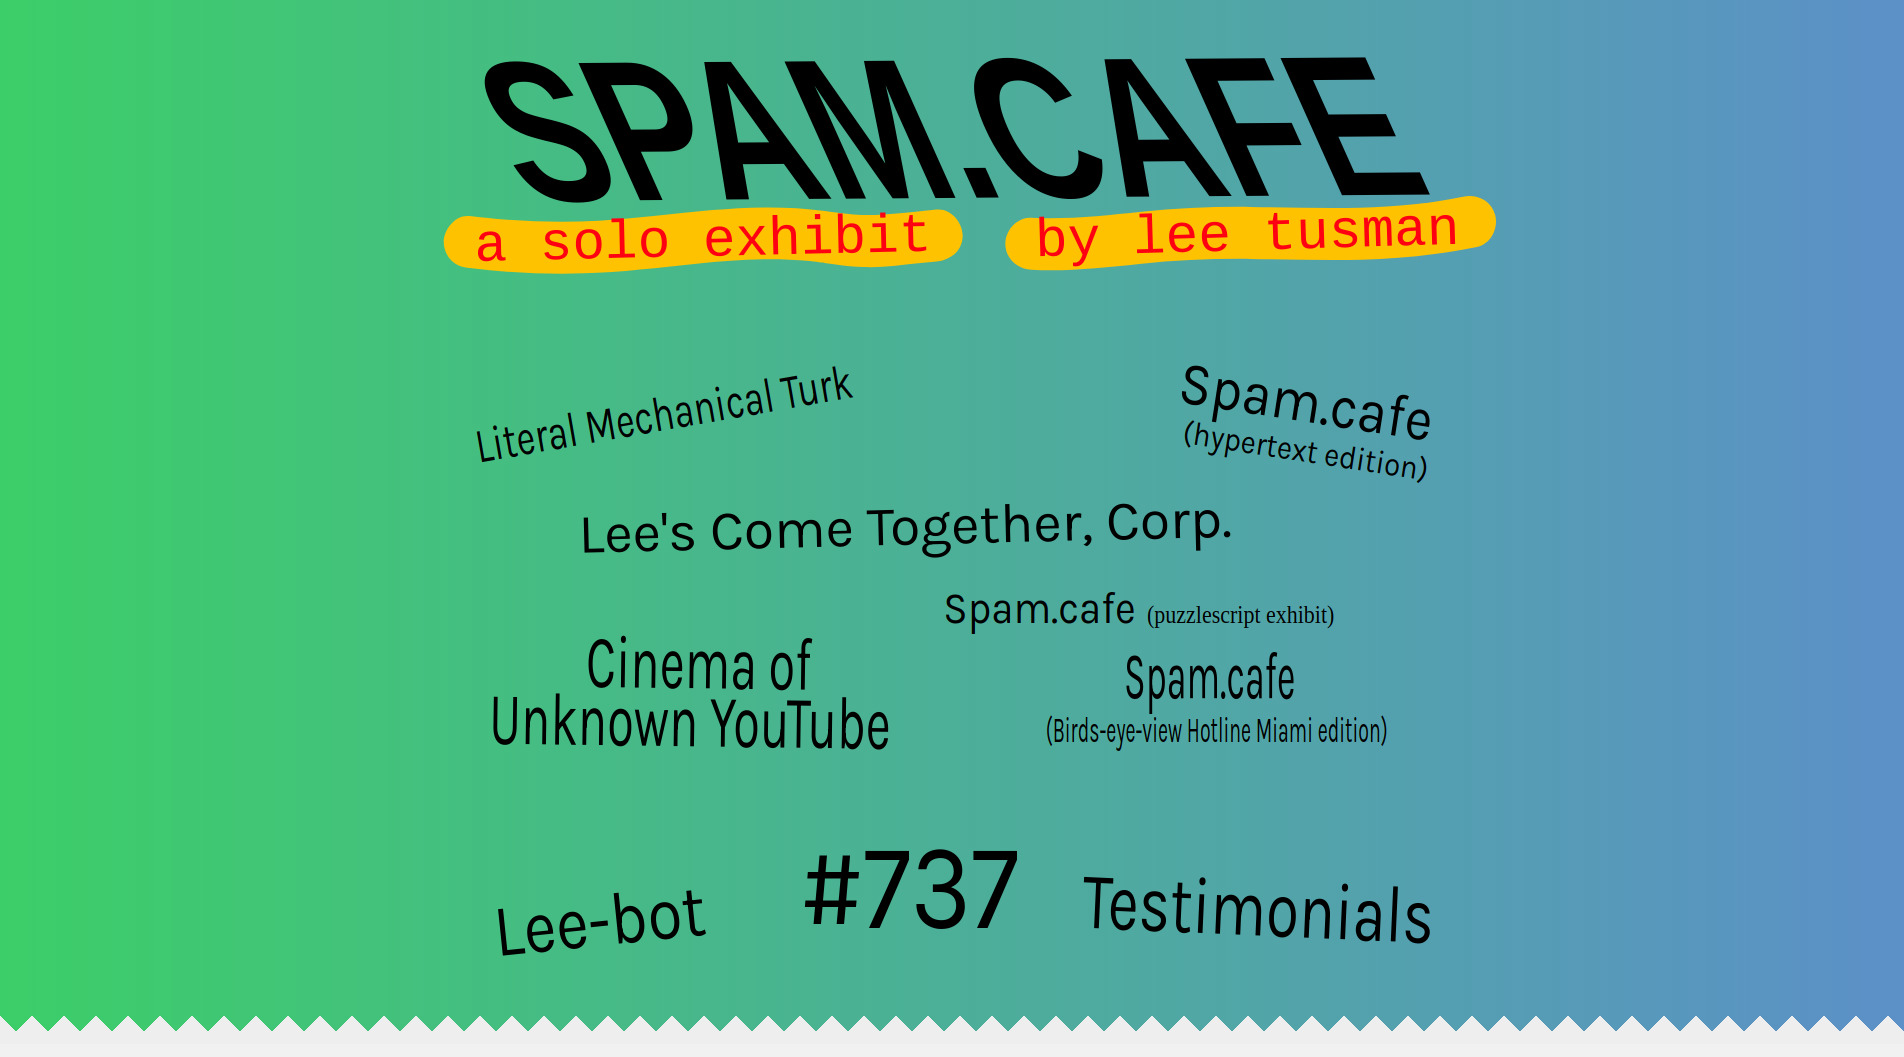 SPAM.CAFE
a solo exhibit by lee tusman
Literal Mechanical Turk
Spam.cafe
(hypertext edition)
Lee's Come Together, Corp.
Spam.cafe (puzzlescript exhibit)
Cinema of
Unknown YouTube
Spam.cafe
(Birds-eye-view Hotline Miami edition)
Lee-bot
#737
Testimonials